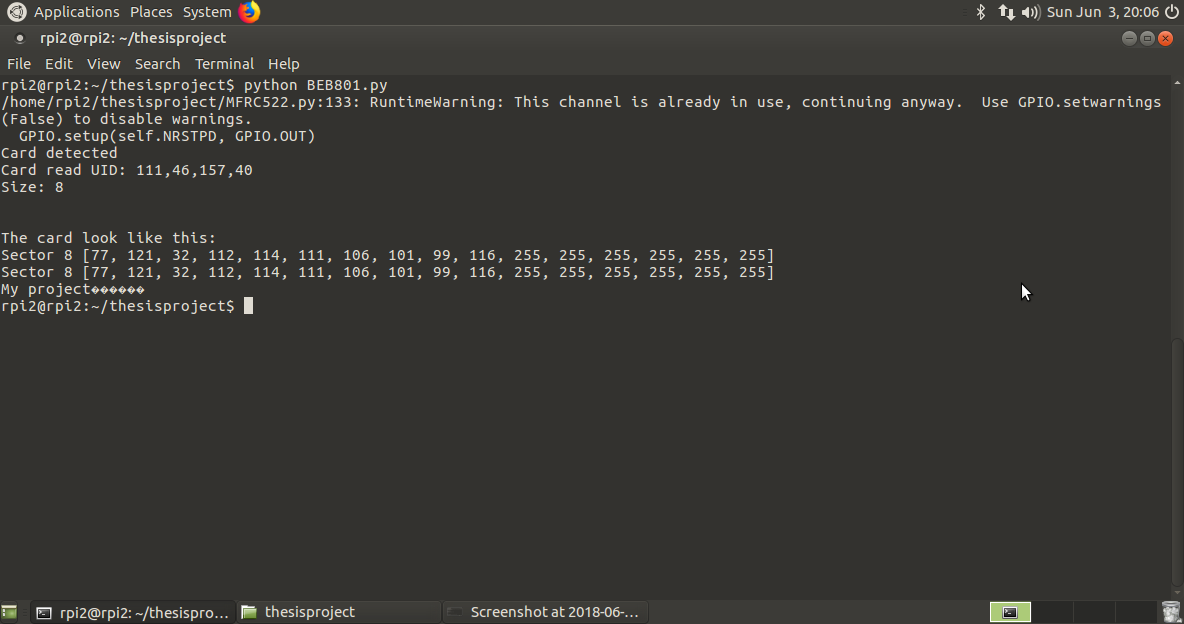 Applications Places System Sun Jun 3, 20:06
rpi2@rpi2: ~/thesisproject
File Edit View Search Terminal Help
rpi2@rpi2:~/thesisproject$ python BEB801.py
/home/rpi2/thesisproject/MFRC522.py:133: RuntimeWarning: This channel is already in use, continuing anyway.  Use GPIO.setwarnings
(False) to disable warnings.
  GPIO.setup(self.NRSTPD, GPIO.OUT)
Card detected
Card read UID: 111,46,157,40
Size: 8
The card look like this:
Sector 8 [77, 121, 32, 112, 114, 111, 106, 101, 99, 116, 255, 255, 255, 255, 255, 255]
Sector 8 [77, 121, 32, 112, 114, 111, 106, 101, 99, 116, 255, 255, 255, 255, 255, 255]
My project������
rpi2@rpi2:~/thesisproject$
rpi2@rpi2: ~/thesispro... thesisproject Screenshot at 2018-06-...